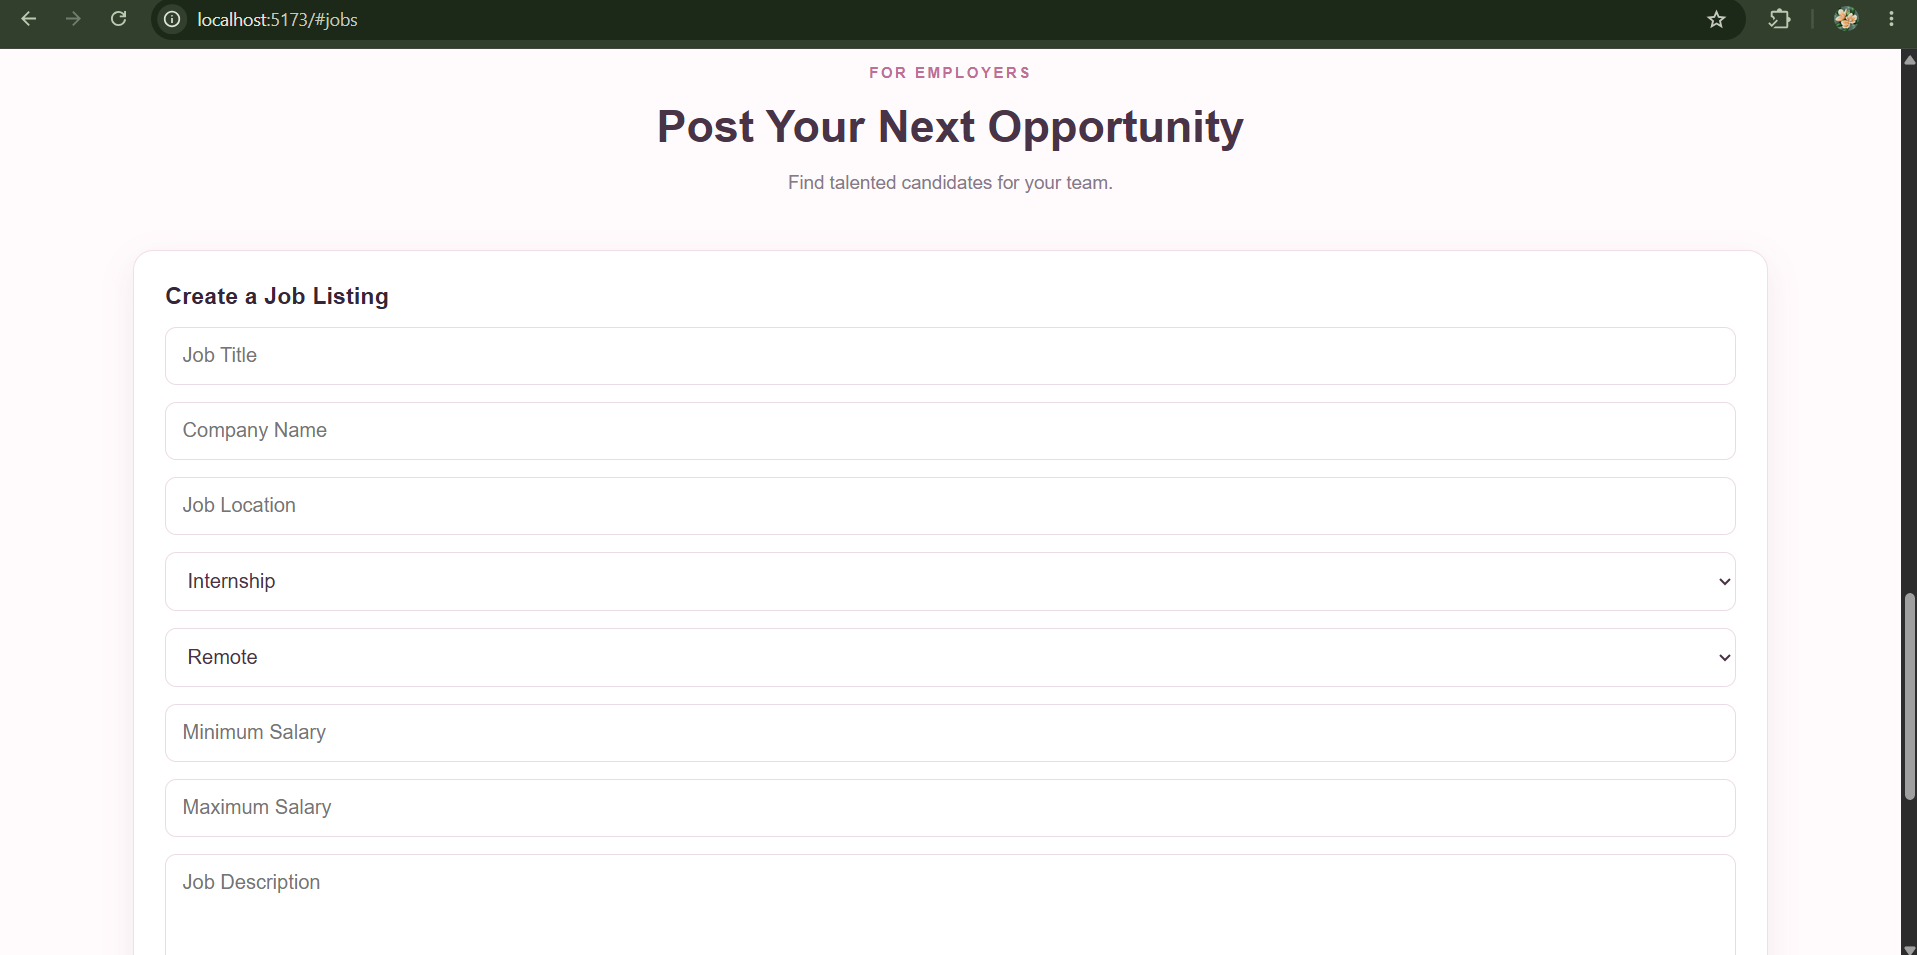 localhost:5173/#jobs
FOR EMPLOYERS
Post Your Next Opportunity
Find talented candidates for your team.
Create a Job Listing
Job Title
Company Name
Job Location
Internship
Remote
Minimum Salary
Maximum Salary
Job Description